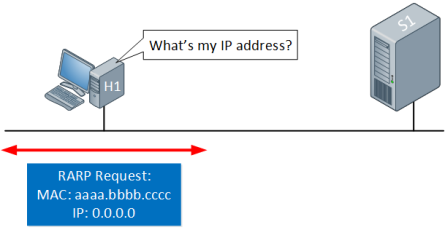 What's my IP address?
H1
S1
RARP Request:
MAC: aaaa.bbbb.cccc
IP: 0.0.0.0